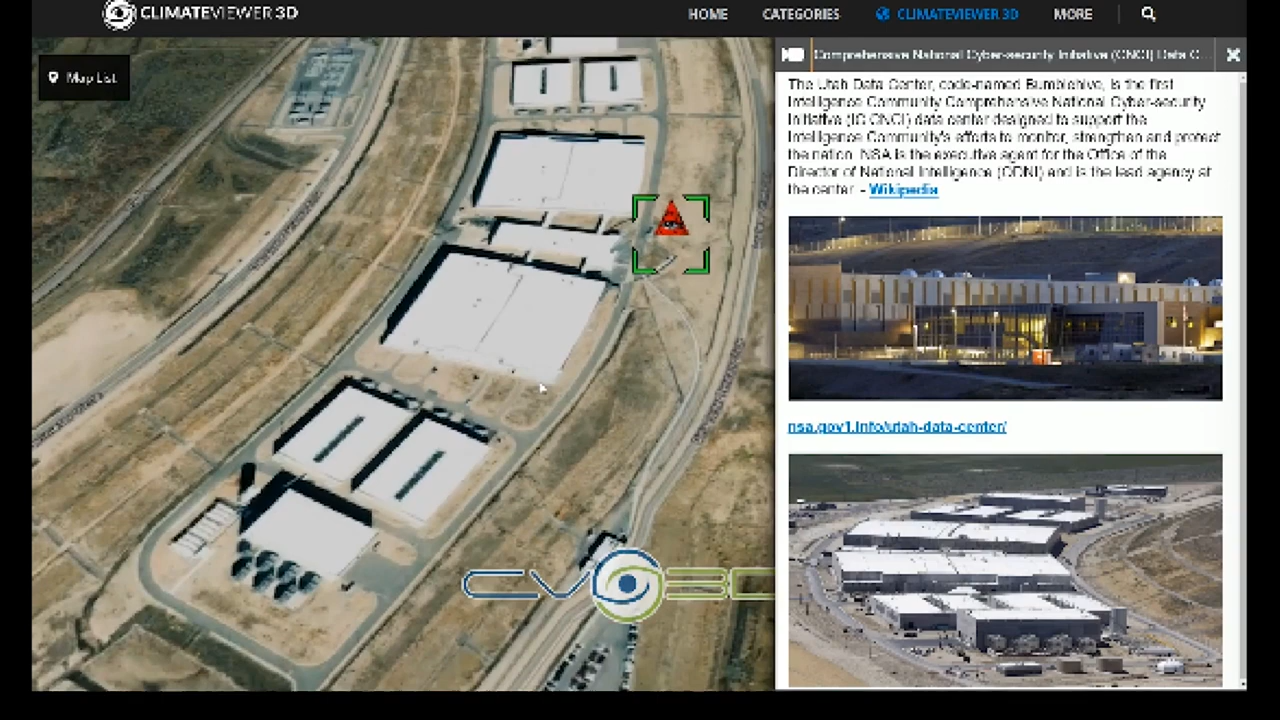 CLIMATEVIEWER 3D
HOME
CATEGORIES
CLIMATEVIEWER 3D
MORE
Map List
Comprehensive National Cyber-security Initiative (CNCI) Data C...
The Utah Data Center, code-named Bumblehive, is the first
Intelligence Community Comprehensive National Cyber-security
Initiative (IC CNCI) data center designed to support the
Intelligence Community's efforts to monitor, strengthen and protect
the nation. NSA is the executive agent for the Office of the
Director of National Intelligence (ODNI) and is the lead agency at
the center. - Wikipedia
nsa.gov1.info/utah-data-center/
CV3D